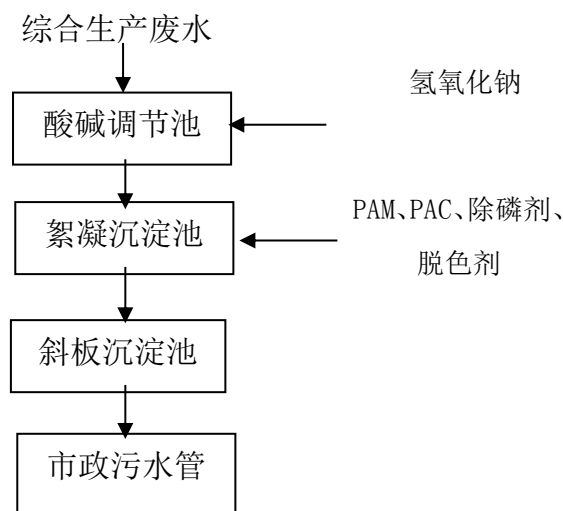 综合生产废水
氢氧化钠
酸碱调节池
PAM、PAC、除磷剂、
脱色剂
絮凝沉淀池
斜板沉淀池
市政污水管